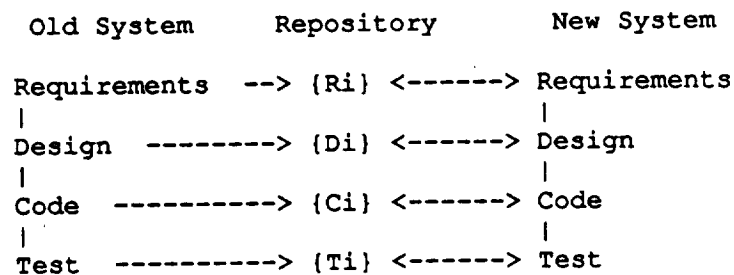 Old System Repository New System
Requirements --> {Ri} <------> Requirements
| |
Design --------> {Di} <------> Design
| |
Code ----------> {Ci} <------> Code
| |
Test ----------> {Ti} <------> Test